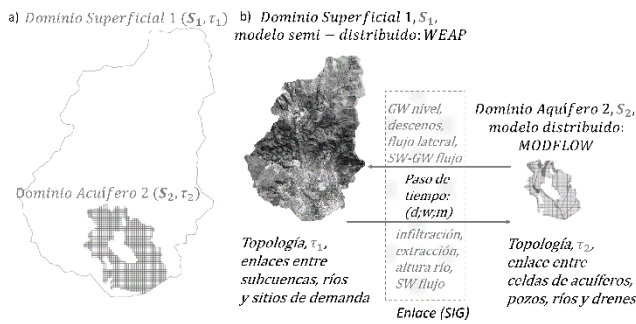 a) Dominio Superficial 1 (S₁, τ₁)
Dominio Acuífero 2 (S₂, τ₂)
b) Dominio Superficial 1, S₁,
modelo semi − distribuido: WEAP
GW nivel,
descenos,
flujo lateral,
SW-GW flujo
Paso de
tiempo:
(d;w;m)
infiltración,
extracción,
altura río,
SW flujo
Enlace (SIG)
Topología, τ₁,
enlaces entre
subcuencas, ríos
y sitios de demanda
Dominio Aquífero 2, S₂,
modelo distribuido:
MODFLOW
Topología, τ₂,
enlace entre
celdas de acuíferos,
pozos, ríos y drenes